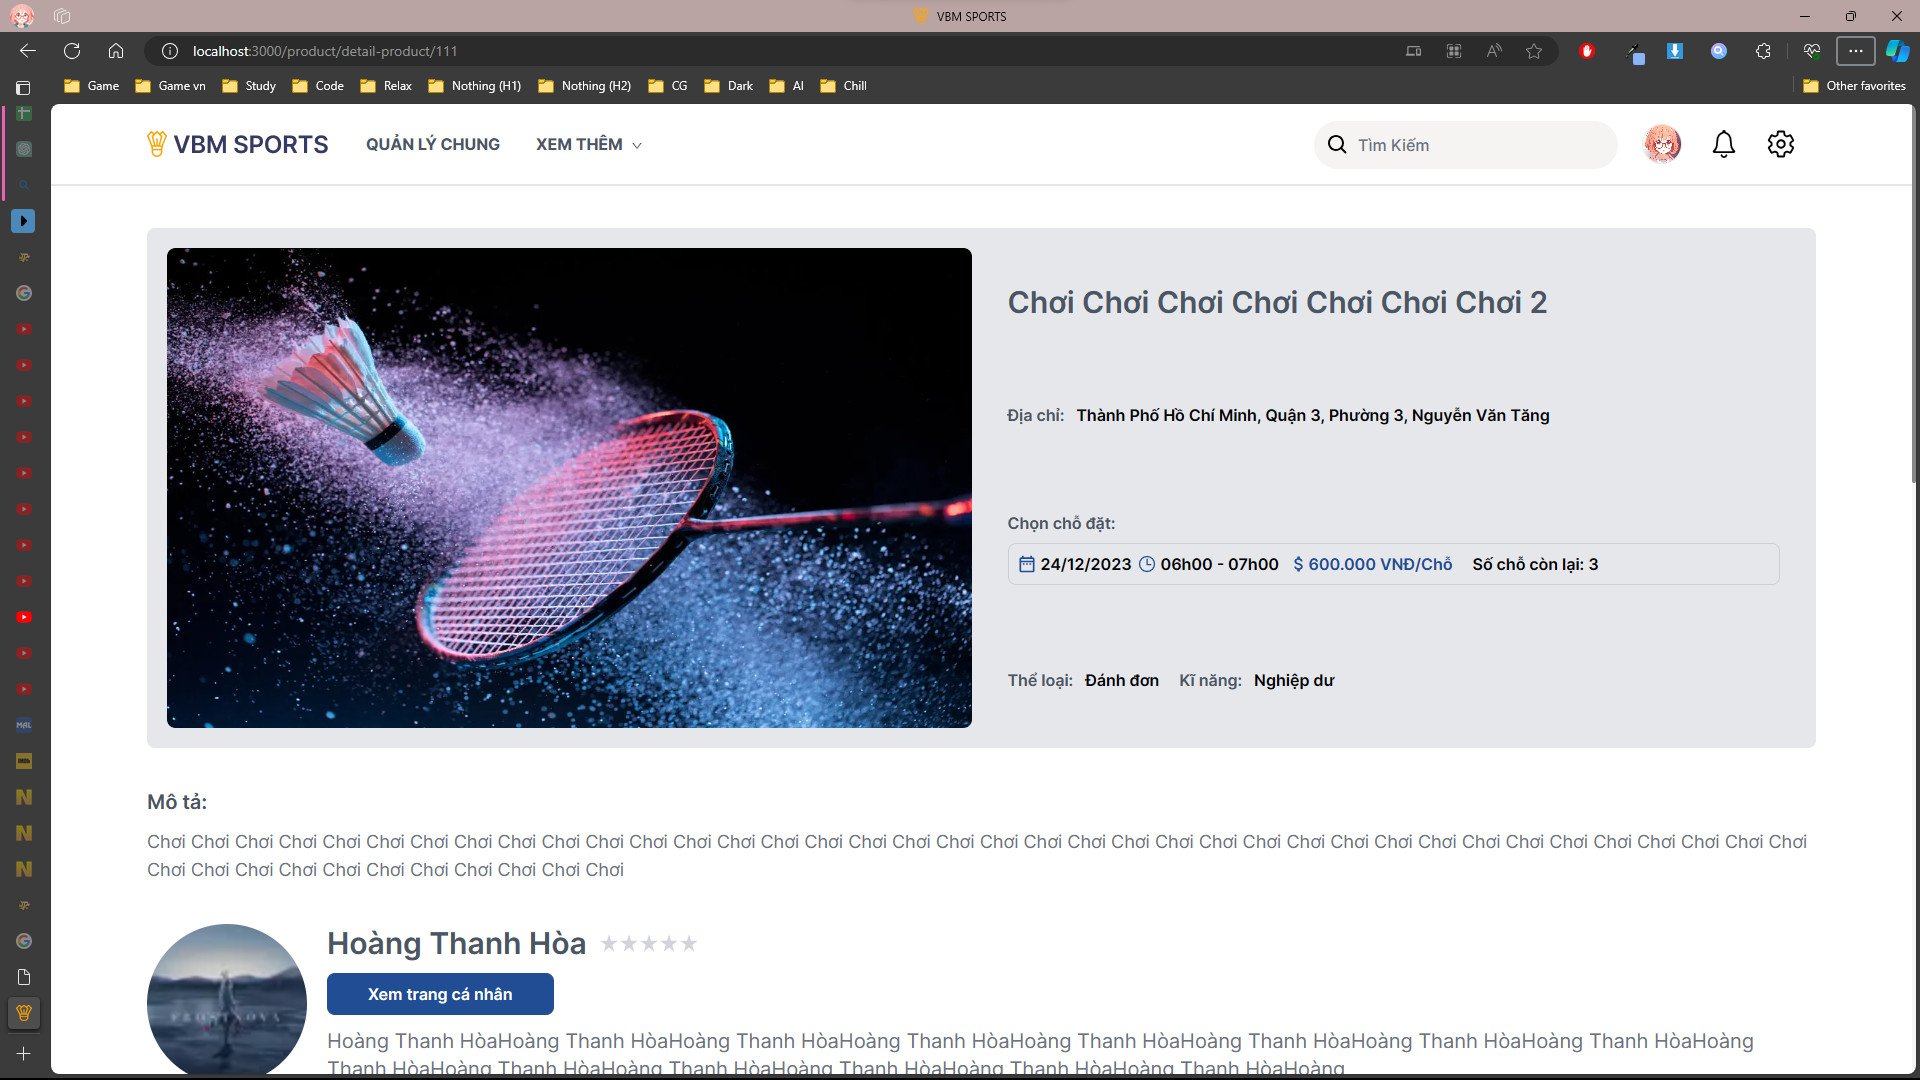 VBM SPORTS
localhost:3000/product/detail-product/111
Game Game vn Study Code Relax Nothing (H1) Nothing (H2) CG Dark AI Chill Other favorites
VBM SPORTS QUẢN LÝ CHUNG XEM THÊM Tìm Kiếm
Chơi Chơi Chơi Chơi Chơi Chơi Chơi 2
Địa chỉ: Thành Phố Hồ Chí Minh, Quận 3, Phường 3, Nguyễn Văn Tăng
Chọn chỗ đặt:
24/12/2023 06h00 - 07h00 $ 600.000 VNĐ/Chỗ Số chỗ còn lại: 3
Thể loại: Đánh đơn Kĩ năng: Nghiệp dư
Mô tả:
Chơi Chơi Chơi Chơi Chơi Chơi Chơi Chơi Chơi Chơi Chơi Chơi Chơi Chơi Chơi Chơi Chơi Chơi Chơi Chơi Chơi Chơi Chơi Chơi Chơi Chơi Chơi Chơi Chơi Chơi Chơi Chơi Chơi Chơi Chơi Chơi Chơi Chơi
Chơi Chơi Chơi Chơi Chơi Chơi Chơi Chơi Chơi Chơi Chơi
Hoàng Thanh Hòa
Xem trang cá nhân
Hoàng Thanh HòaHoàng Thanh HòaHoàng Thanh HòaHoàng Thanh HòaHoàng Thanh HòaHoàng Thanh HòaHoàng Thanh HòaHoàng Thanh HòaHoàng
Thanh HòaHoàng Thanh HòaHoàng Thanh HòaHoàng Thanh HòaHoàng Thanh HòaHoàng Thanh HòaHoàng